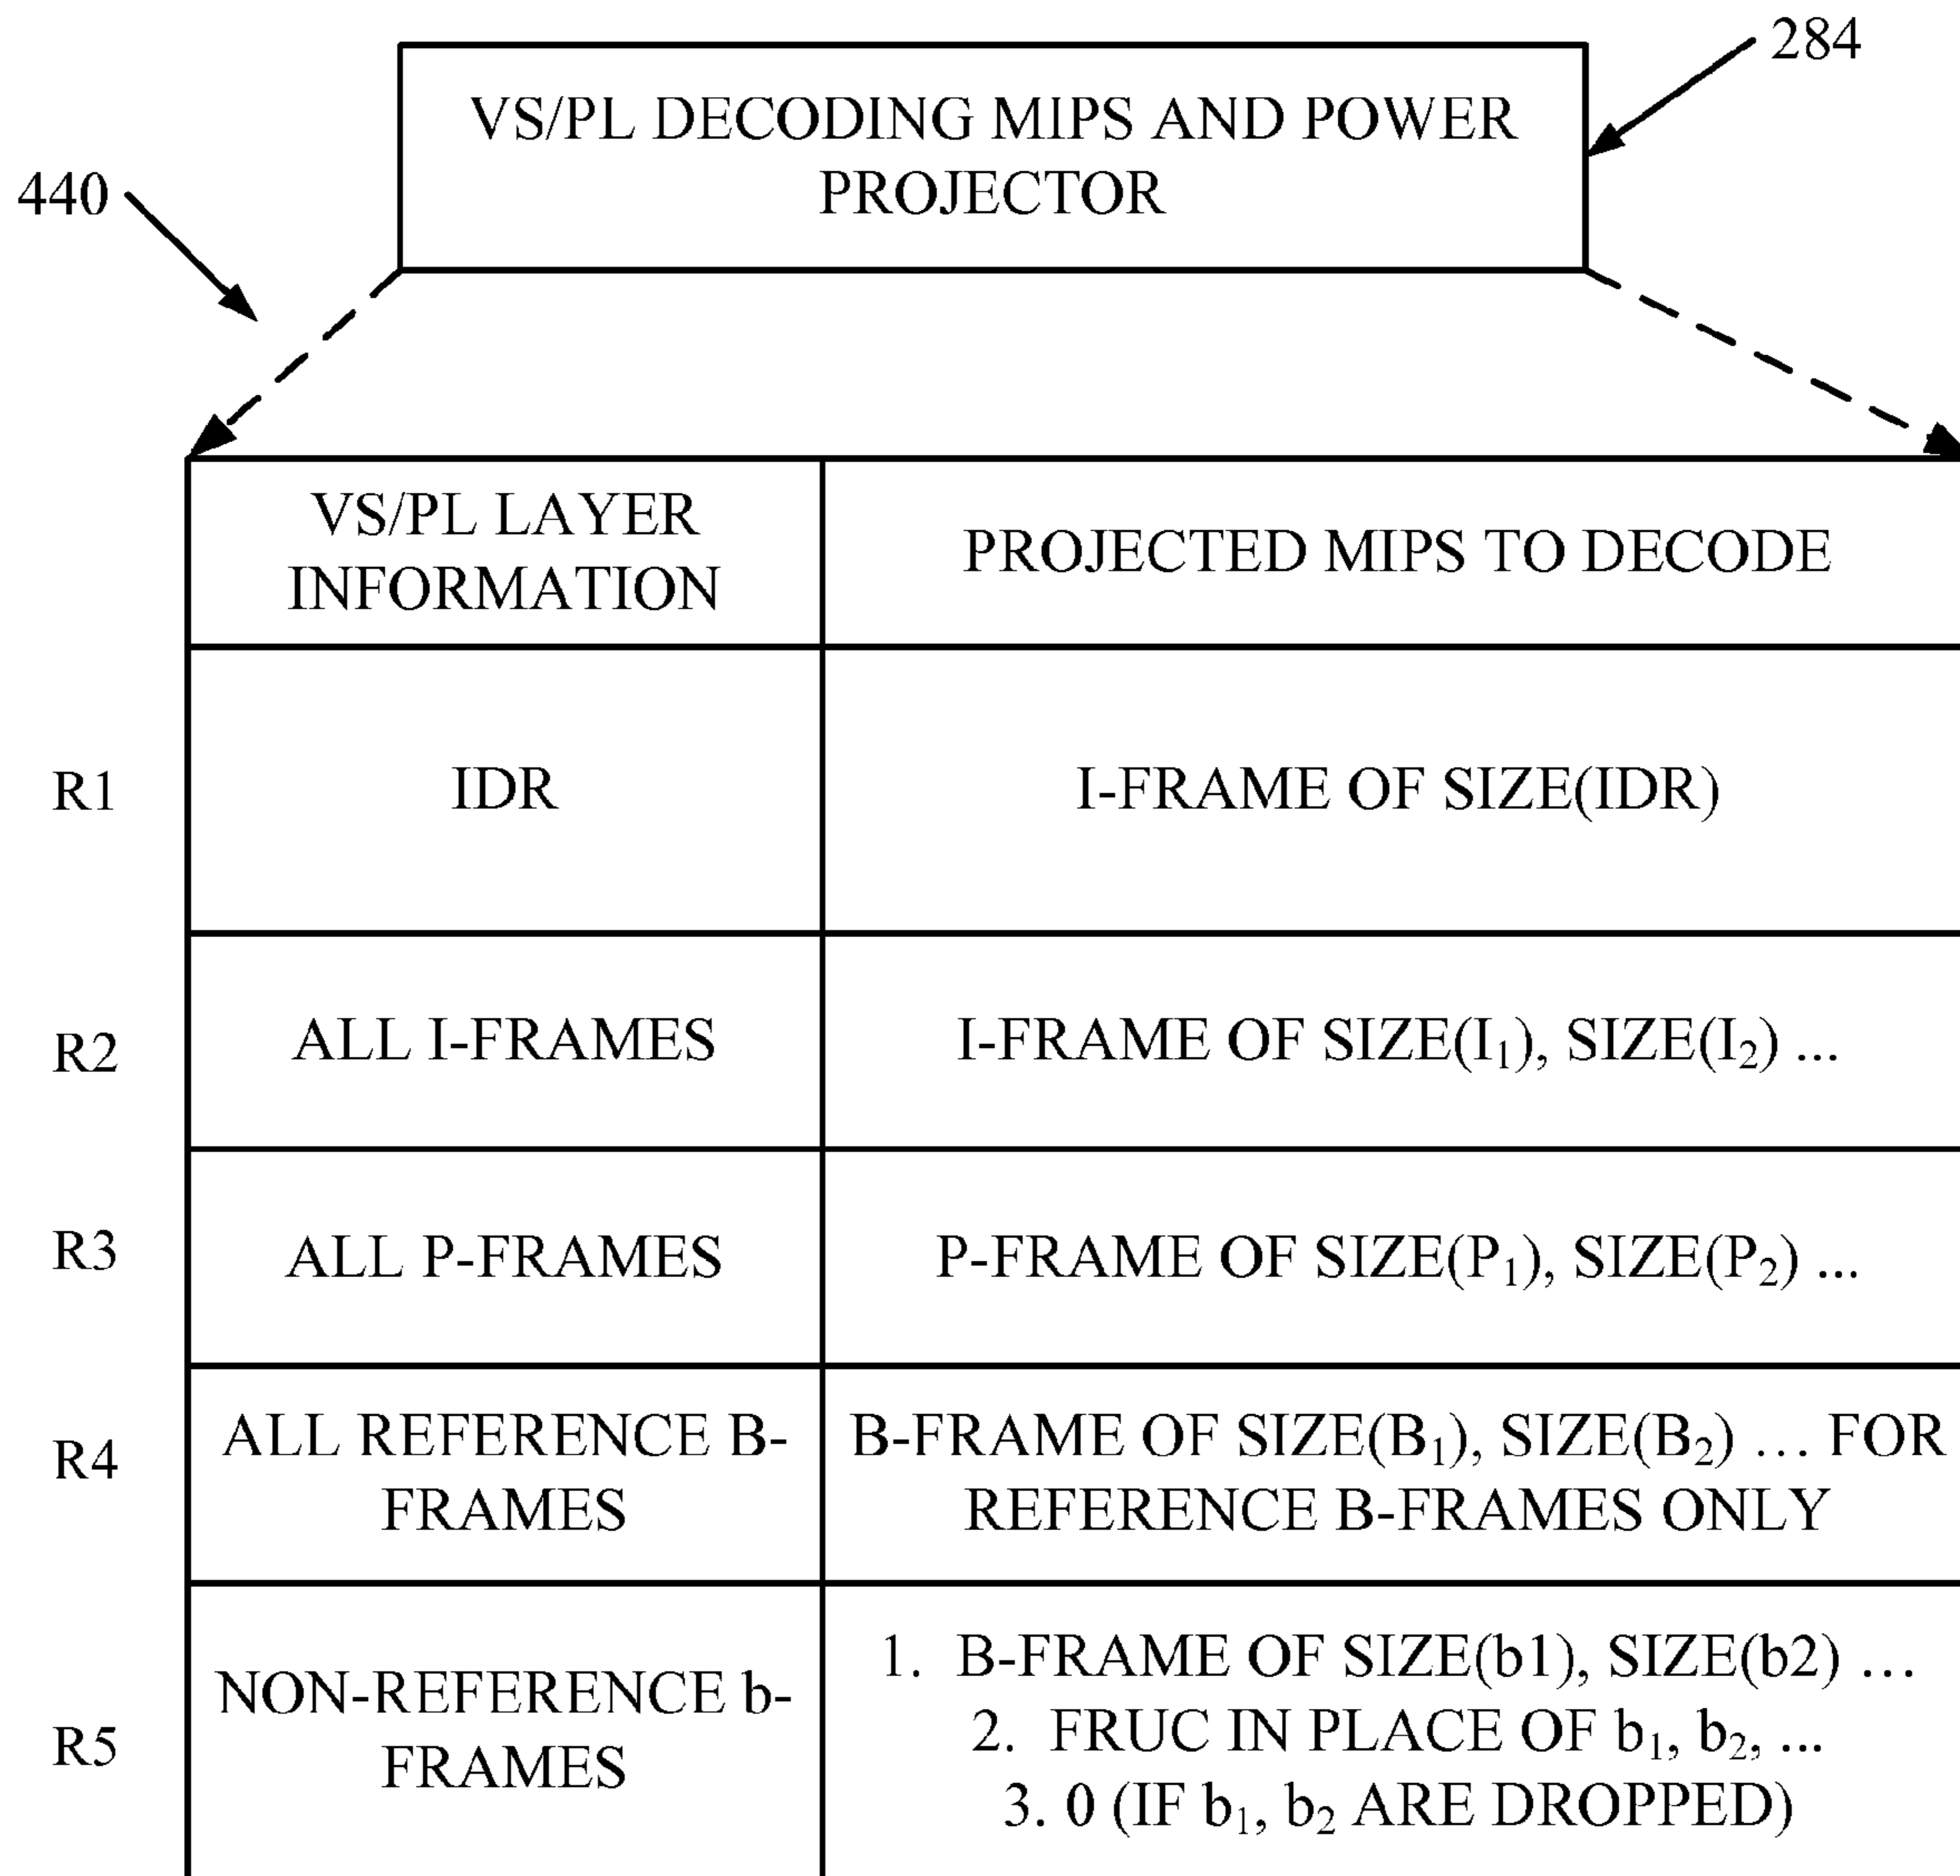 284
VS/PL DECODING MIPS AND POWER
PROJECTOR
440
VS/PL LAYER
INFORMATION
PROJECTED MIPS TO DECODE
R1
IDR
I-FRAME OF SIZE(IDR)
R2
ALL I-FRAMES
I-FRAME OF SIZE(I₁), SIZE(I₂) ...
R3
ALL P-FRAMES
P-FRAME OF SIZE(P₁), SIZE(P₂) ...
R4
ALL REFERENCE B-
FRAMES
B-FRAME OF SIZE(B₁), SIZE(B₂) ... FOR
REFERENCE B-FRAMES ONLY
R5
NON-REFERENCE b-
FRAMES
1. B-FRAME OF SIZE(b1), SIZE(b2) ...
2. FRUC IN PLACE OF b₁, b₂, ...
3. 0 (IF b₁, b₂ ARE DROPPED)